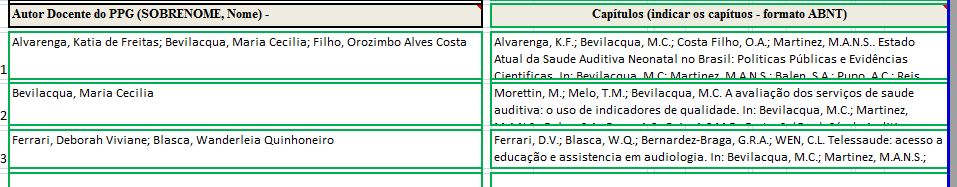 Autor Docente do PPG (SOBRENOME, Nome) -
Capítulos (indicar os capítuos - formato ABNT)
1
Alvarenga, Katia de Freitas; Bevilacqua, Maria Cecilia; Filho, Orozimbo Alves Costa
Alvarenga, K.F.; Bevilacqua, M.C.; Costa Filho, O.A.; Martinez, M.A.N.S.. Estado
Atual da Saude Auditiva Neonatal no Brasil: Politicas Públicas e Evidências
Cientificas. In: Bevilacqua, M.C; Martinez, M.A.N.S.; Balen, S.A.; Pupo, A.C.; Reis,
2
Bevilacqua, Maria Cecilia
Morettin, M.; Melo, T.M.; Bevilacqua, M.C. A avaliação dos serviços de saude
auditiva: o uso de indicadores de qualidade. In: Bevilacqua, M.C.; Martinez,
3
Ferrari, Deborah Viviane; Blasca, Wanderleia Quinhoneiro
Ferrari, D.V.; Blasca, W.Q.; Bernardez-Braga, G.R.A.; WEN, C.L. Telessaude: acesso a
educação e assistencia em audiologia. In: Bevilacqua, M.C.; Martinez, M.A.N.S.;